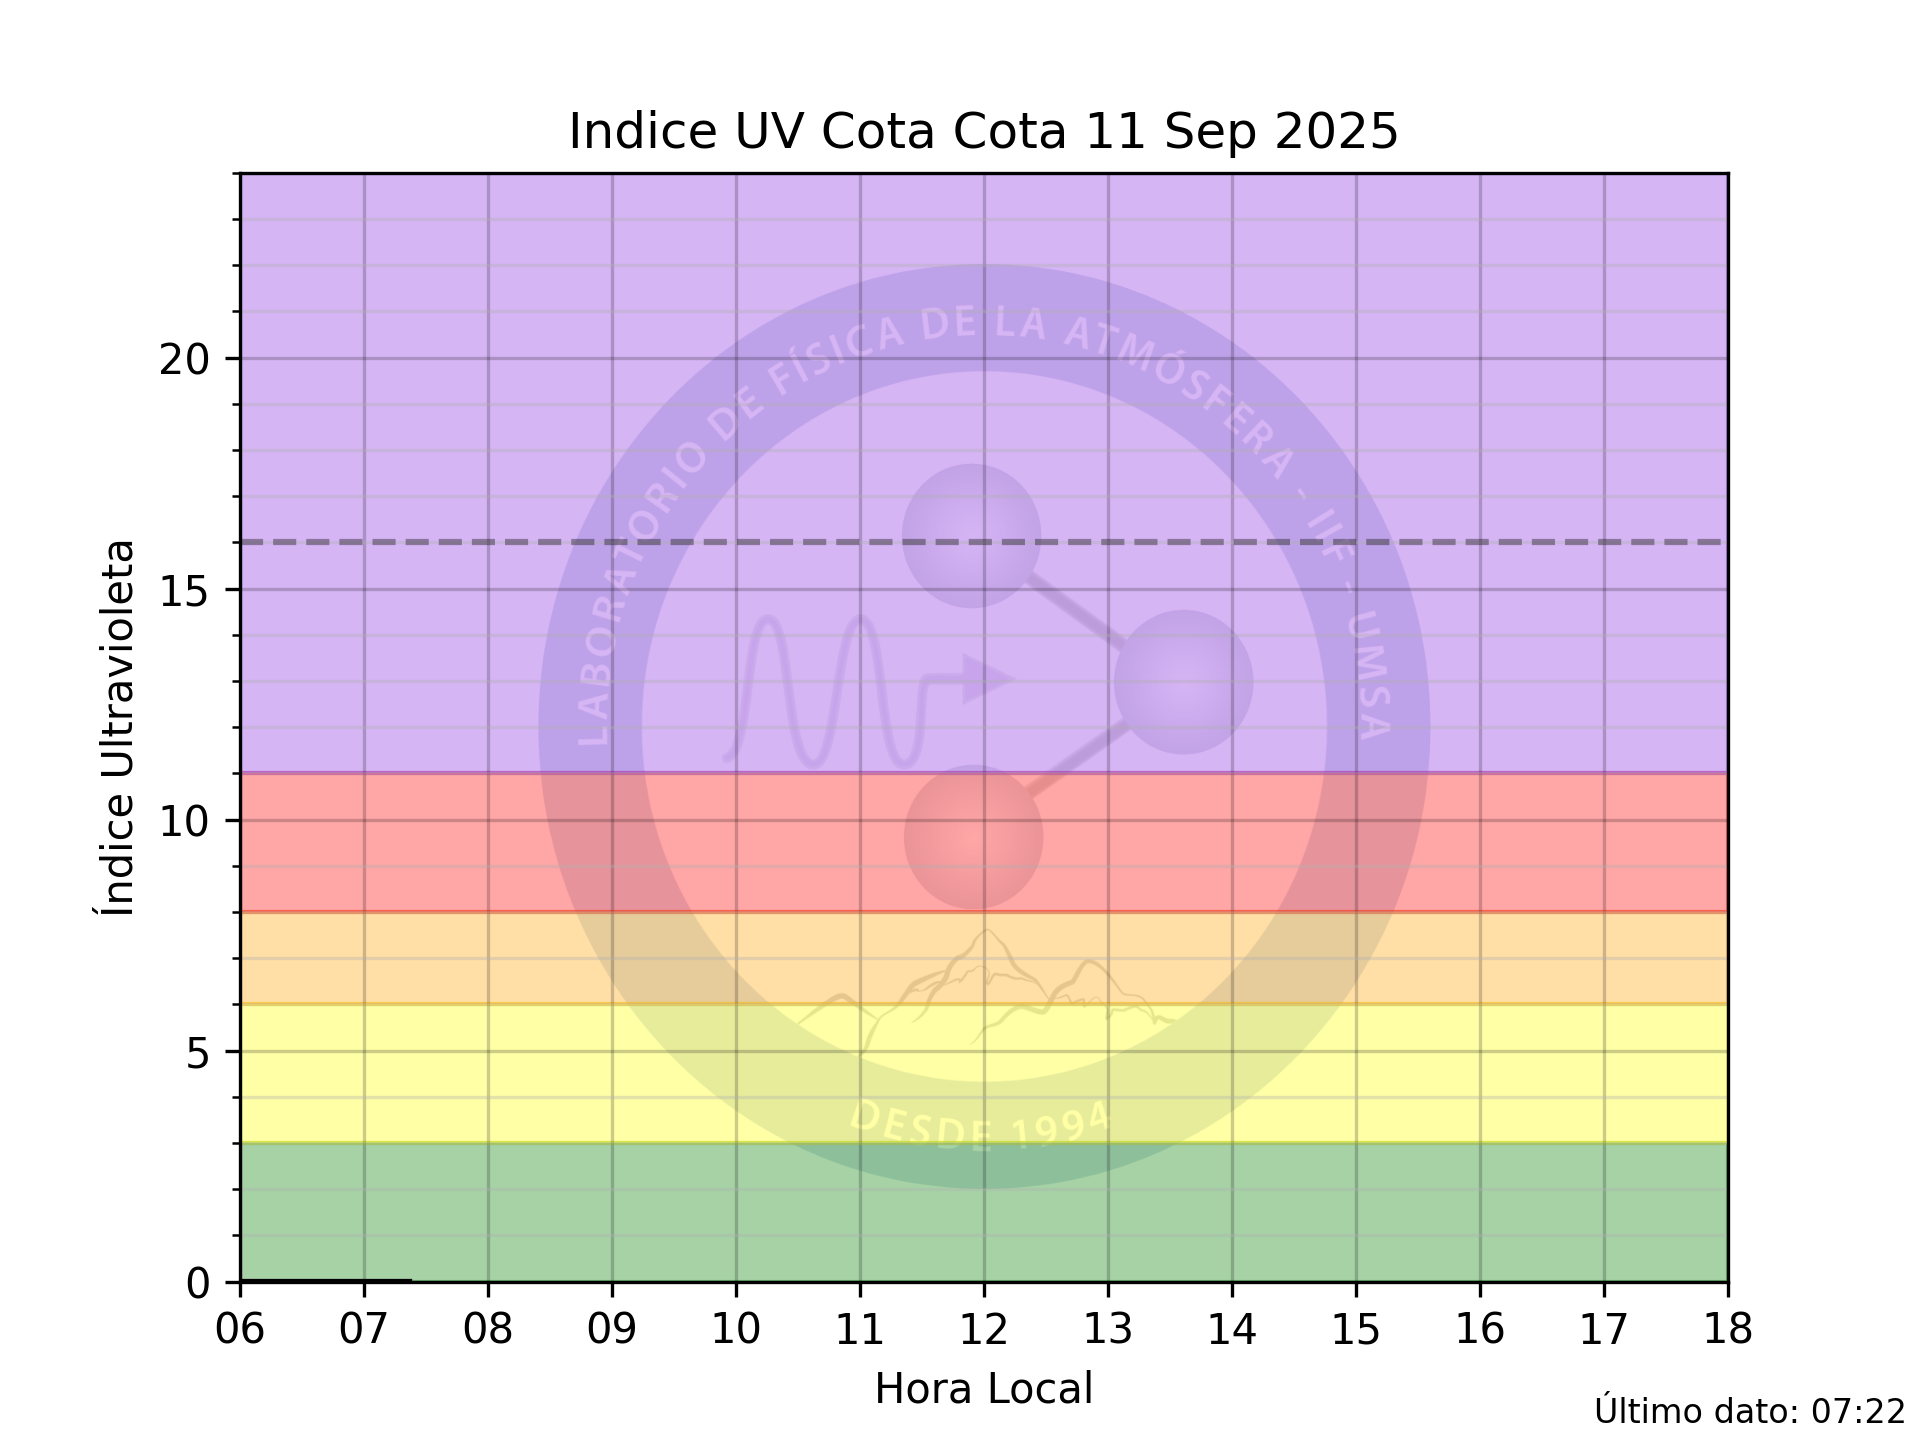 Indice UV Cota Cota 11 Sep 2025
Índice Ultravioleta
20
15
10
5
0
LABORATORIO DE FÍSICA DE LA ATMÓSFERA - IIF - UMSA
DESDE 1994
06 07 08 09 10 11 12 13 14 15 16 17 18
Hora Local
Último dato: 07:22